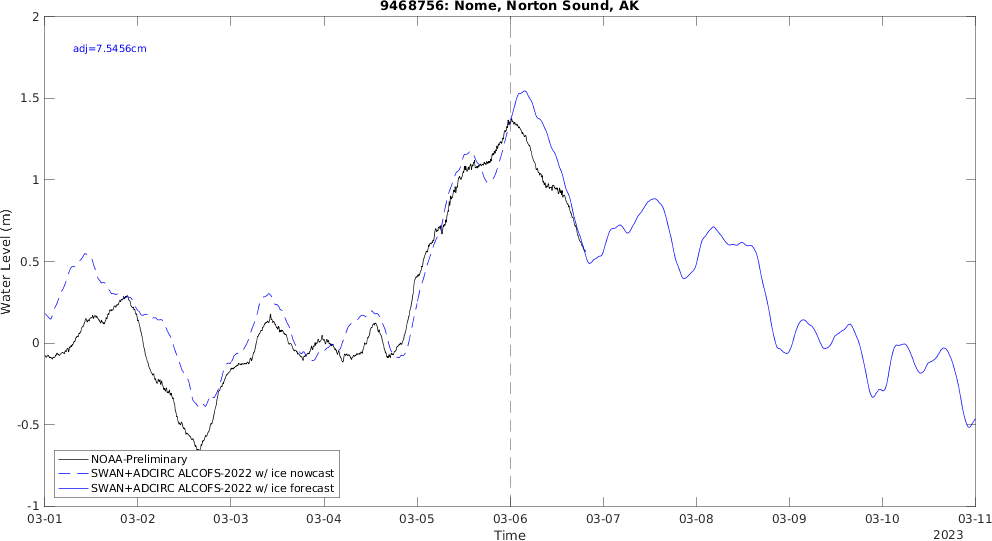 9468756: Nome, Norton Sound, AK
adj=7.5456cm
Water Level (m)
2
1.5
1
0.5
0
-0.5
-1
NOAA-Preliminary
SWAN+ADCIRC ALCOFS-2022 w/ ice nowcast
SWAN+ADCIRC ALCOFS-2022 w/ ice forecast
03-01 03-02 03-03 03-04 03-05 03-06 03-07 03-08 03-09 03-10 03-11
Time
2023